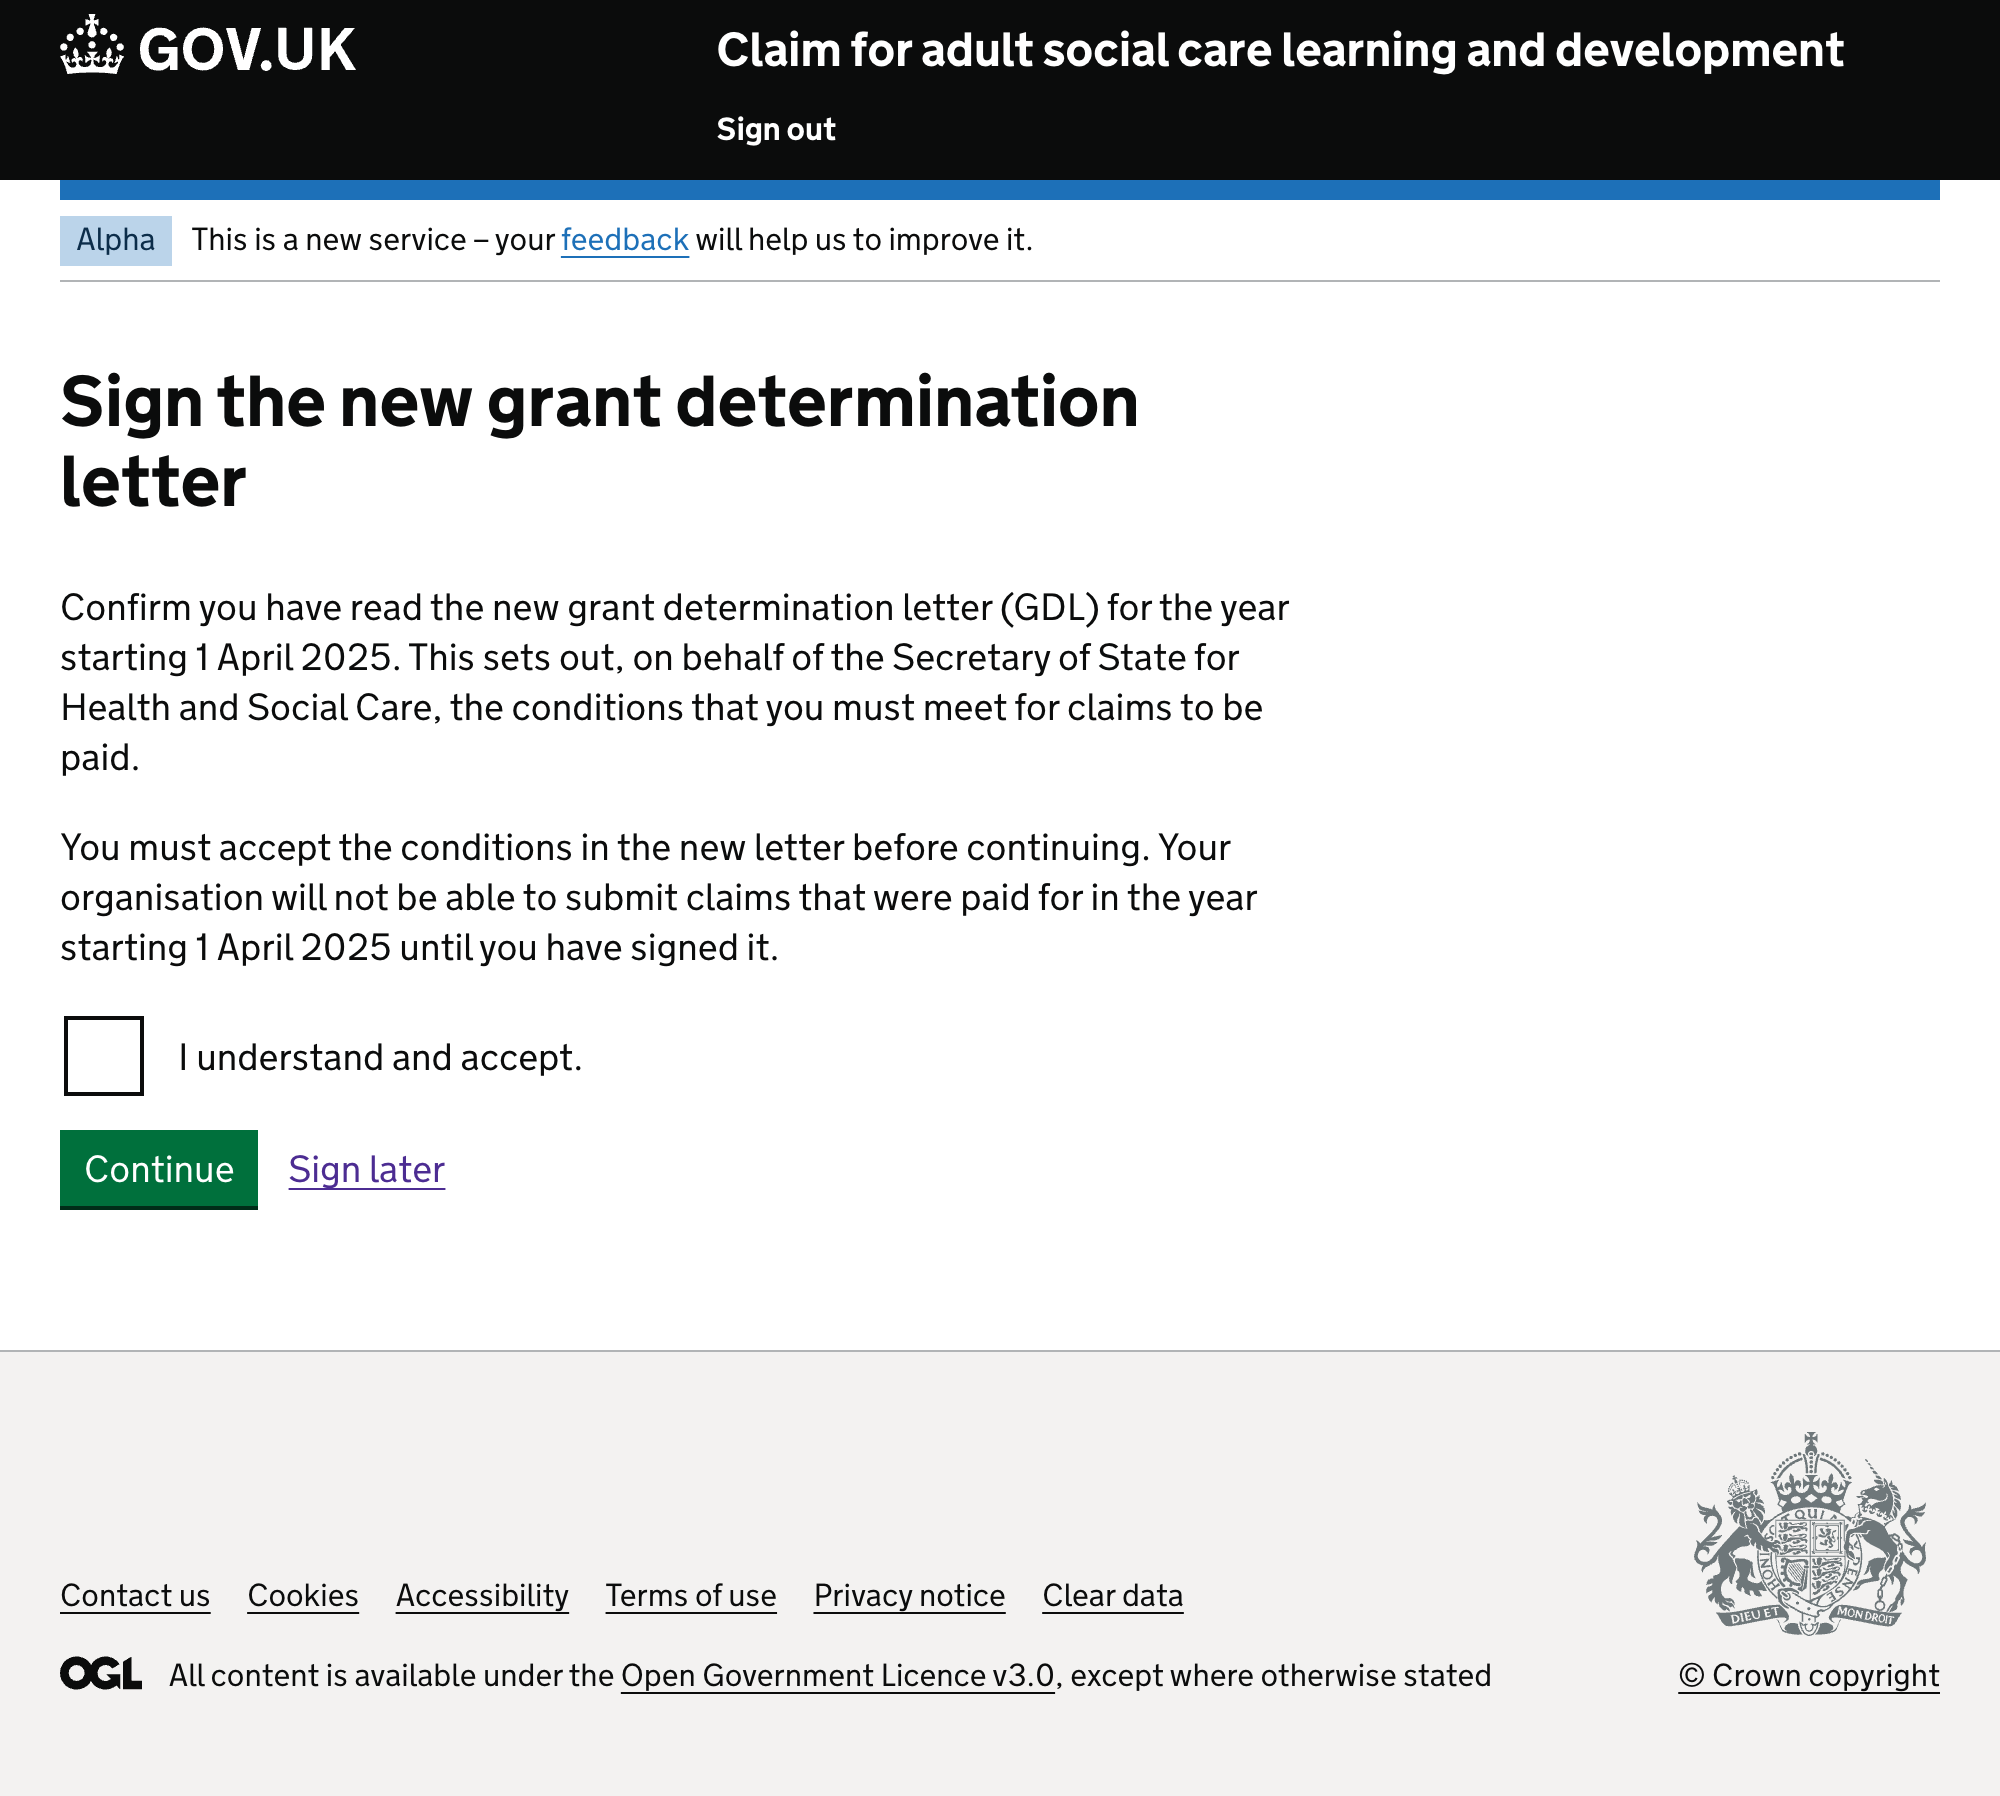 GOV.UK
Claim for adult social care learning and development
Sign out
Alpha
This is a new service – your feedback will help us to improve it.
Sign the new grant determination
letter
Confirm you have read the new grant determination letter (GDL) for the year
starting 1 April 2025. This sets out, on behalf of the Secretary of State for
Health and Social Care, the conditions that you must meet for claims to be
paid.
You must accept the conditions in the new letter before continuing. Your
organisation will not be able to submit claims that were paid for in the year
starting 1 April 2025 until you have signed it.
I understand and accept.
Continue
Sign later
Contact us
Cookies
Accessibility
Terms of use
Privacy notice
Clear data
DIEU ET MON DROIT
OGL
All content is available under the Open Government Licence v3.0, except where otherwise stated
© Crown copyright